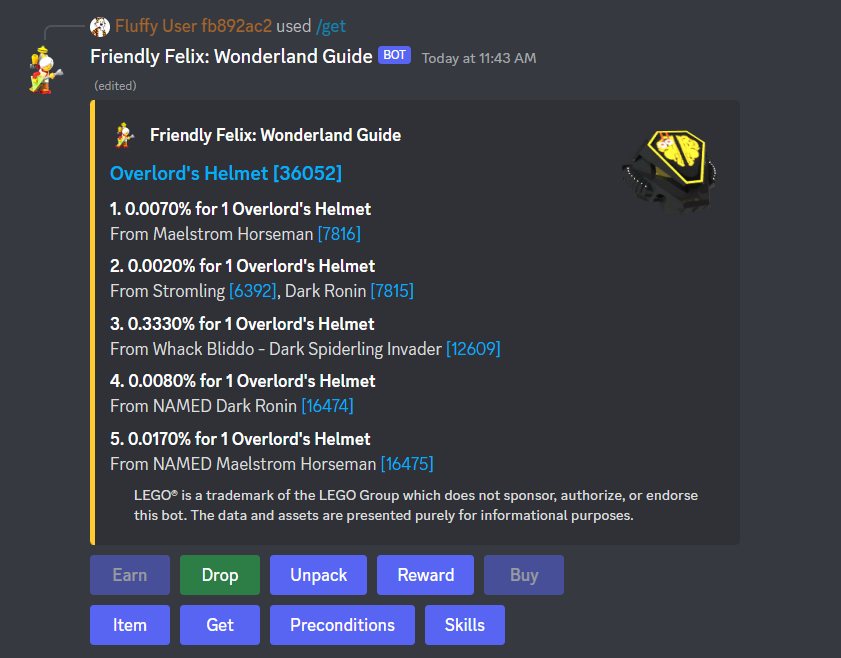 Fluffy User fb892ac2 used /get
Friendly Felix: Wonderland Guide BOT Today at 11:43 AM
(edited)
Friendly Felix: Wonderland Guide
Overlord's Helmet [36052]
1. 0.0070% for 1 Overlord's Helmet
From Maelstrom Horseman [7816]
2. 0.0020% for 1 Overlord's Helmet
From Stromling [6392], Dark Ronin [7815]
3. 0.3330% for 1 Overlord's Helmet
From Whack Bliddo - Dark Spiderling Invader [12609]
4. 0.0080% for 1 Overlord's Helmet
From NAMED Dark Ronin [16474]
5. 0.0170% for 1 Overlord's Helmet
From NAMED Maelstrom Horseman [16475]
LEGO® is a trademark of the LEGO Group which does not sponsor, authorize, or endorse
this bot. The data and assets are presented purely for informational purposes.
Earn Drop Unpack Reward Buy
Item Get Preconditions Skills